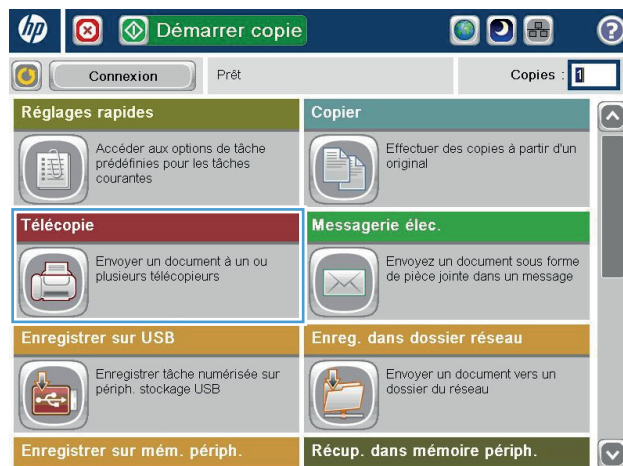 hp
Démarrer copie
?
Connexion
Prêt
Copies : 1
Réglages rapides
Accéder aux options de tâche
prédéfinies pour les tâches
courantes
Copier
Effectuer des copies à partir d'un
original
Télécopie
Envoyer un document à un ou
plusieurs télécopieurs
Messagerie élec.
Envoyez un document sous forme
de pièce jointe dans un message
Enregistrer sur USB
Enregistrer tâche numérisée sur
périph. stockage USB
Enreg. dans dossier réseau
Envoyer un document vers un
dossier du réseau
Enregistrer sur mém. périph.
Récup. dans mémoire périph.